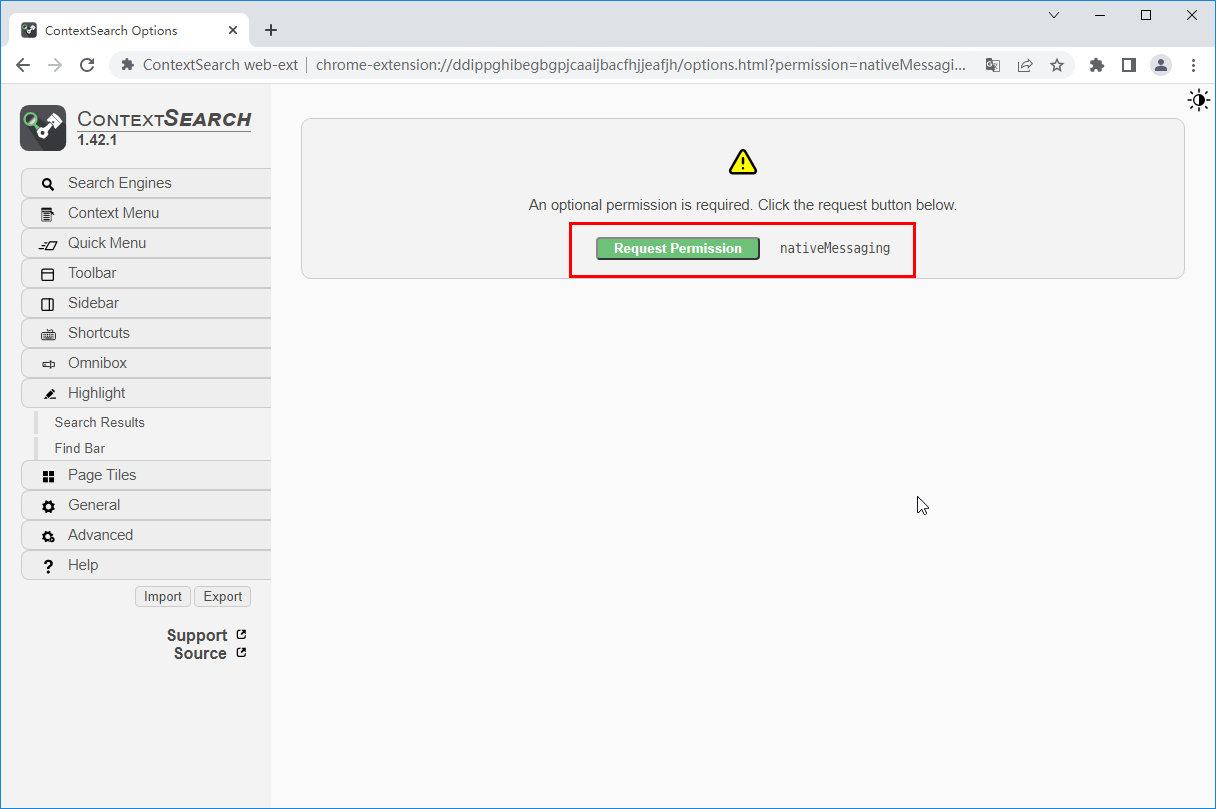 ContextSearch Options
ContextSearch web-ext
chrome-extension://ddippghibegbgpjcaaijbacfhjjeafjh/options.html?permission=nativeMessagi...
CONTEXTSEARCH
1.42.1
Search Engines
Context Menu
Quick Menu
Toolbar
Sidebar
Shortcuts
Omnibox
Highlight
Search Results
Find Bar
Page Tiles
General
Advanced
Help
Import Export
Support
Source
An optional permission is required. Click the request button below.
Request Permission nativeMessaging